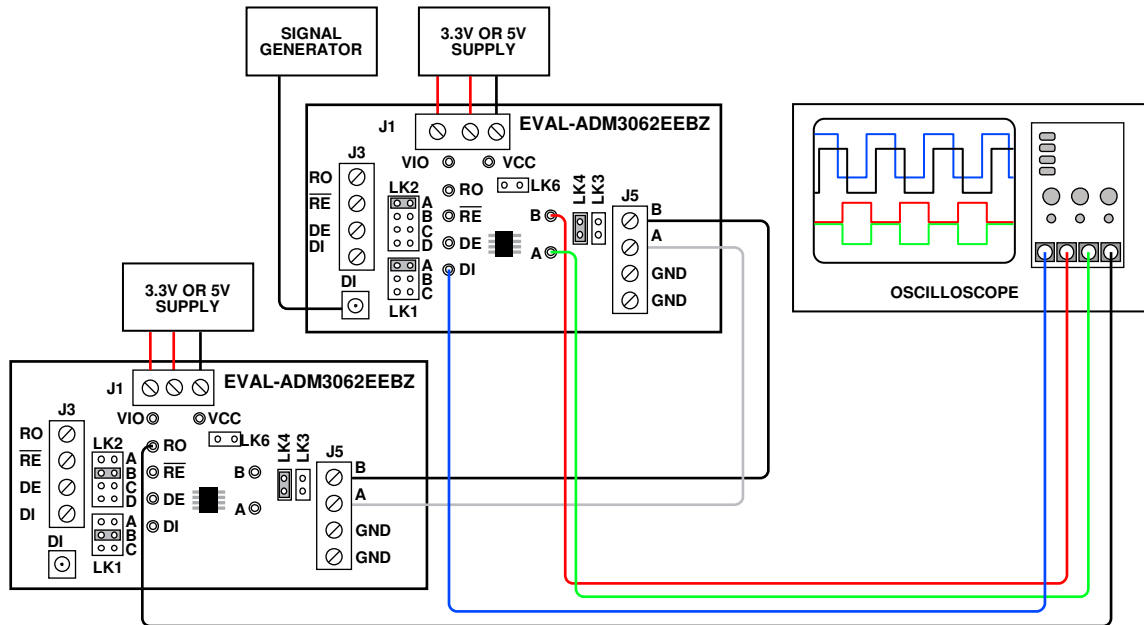 SIGNAL
GENERATOR
3.3V OR 5V
SUPPLY
J1
EVAL-ADM3062EEBZ
J3
VIO
VCC
RO
RE
DE
DI
LK2
A
B
C
D
RO
RE
DE
DI
LK6
LK4
LK3
J5
B
A
B
A
GND
GND
A
B
C
LK1
DI
OSCILLOSCOPE
3.3V OR 5V
SUPPLY
J1
EVAL-ADM3062EEBZ
J3
VIO
VCC
RO
RE
DE
DI
LK2
A
B
C
D
RO
RE
DE
DI
LK6
LK4
LK3
J5
B
A
B
A
GND
GND
A
B
C
LK1
DI